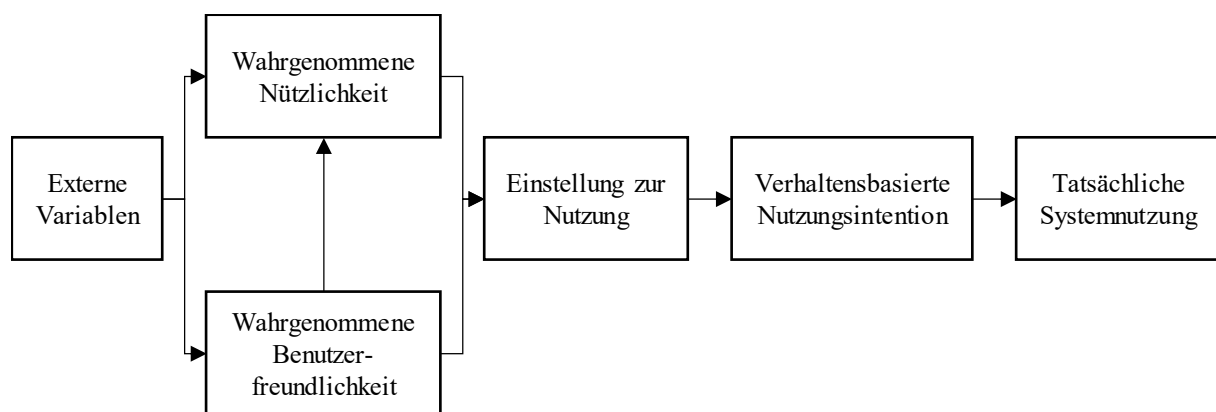 Wahrgenommene
Nützlichkeit
Externe
Variablen
Einstellung zur
Nutzung
Verhaltensbasierte
Nutzungsintention
Tatsächliche
Systemnutzung
Wahrgenommene
Benutzer-
freundlichkeit